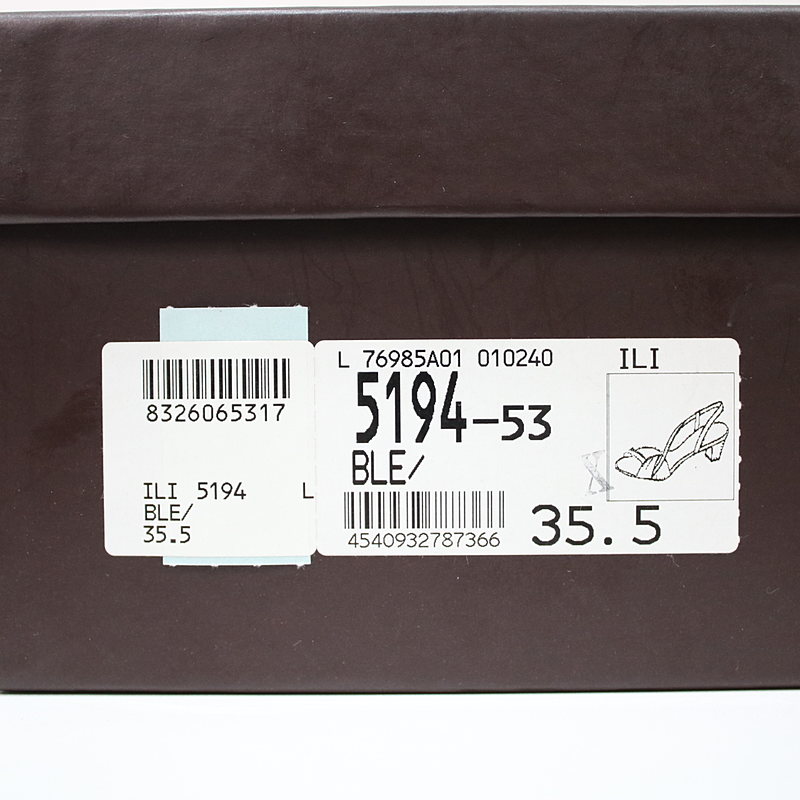 8326065317
ILI 5194 L
BLE/
35.5
L 76985A01 010240 ILI
5194-53
BLE/
X
4540932787366
35.5